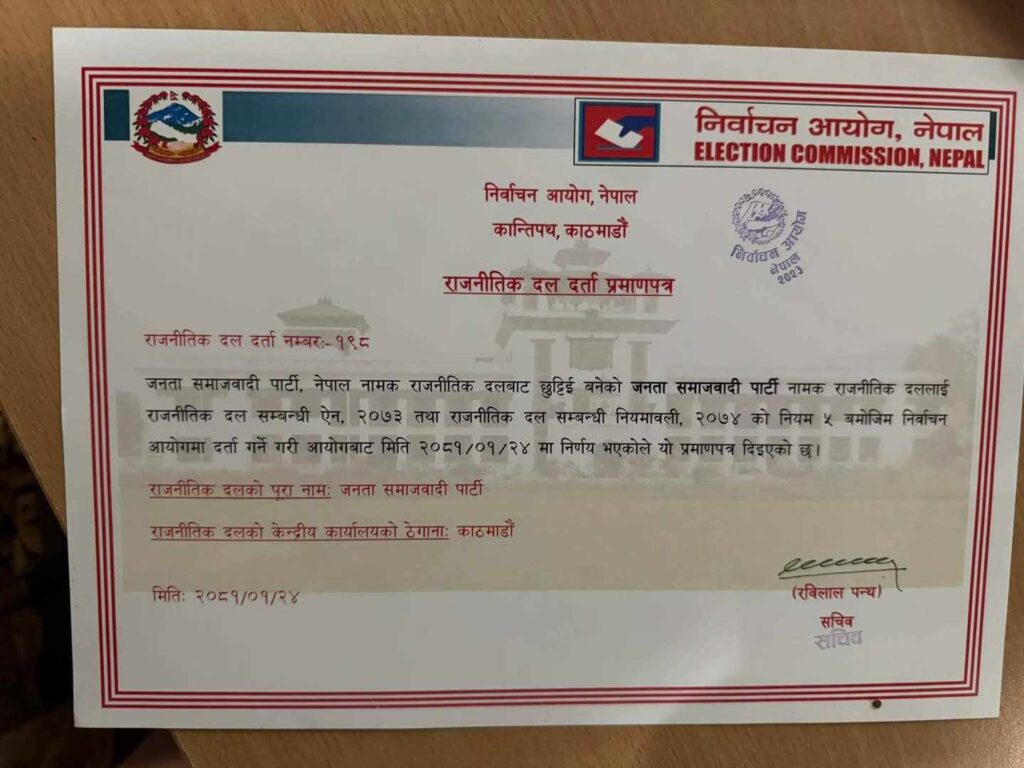 निर्वाचन आयोग, नेपाल
ELECTION COMMISSION, NEPAL
निर्वाचन आयोग, नेपाल
कान्तिपथ, काठमाडौं
निर्वाचन आयोग
नेपाल
२०२३
राजनीतिक दल दर्ता प्रमाणपत्र
राजनीतिक दल दर्ता नम्बरः- १९८
जनता समाजवादी पार्टी, नेपाल नामक राजनीतिक दलबाट छुट्टिई बनेको जनता समाजवादी पार्टी नामक राजनीतिक दललाई
राजनीतिक दल सम्बन्धी ऐन, २०७३ तथा राजनीतिक दल सम्बन्धी नियमावली, २०७४ को नियम ५ बमोजिम निर्वाचन
आयोगमा दर्ता गर्ने गरी आयोगबाट मिति २०८१/०१/२४ मा निर्णय भएकोले यो प्रमाणपत्र दिइएको छ।
राजनीतिक दलको पूरा नामः जनता समाजवादी पार्टी
राजनीतिक दलको केन्द्रीय कार्यालयको ठेगानाः काठमाडौं
मितिः २०८१/०१/२४
(रविलाल पन्थ)
सचिव
सचिव